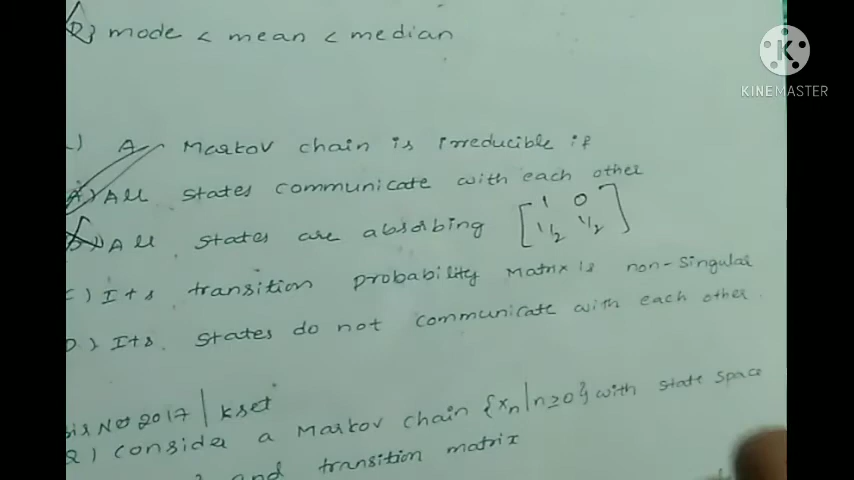 D) mode < mean < median
K
KINEMASTER
) A Markov chain is irreducible if
A) All states communicate with each other
B) All states are absorbing [1 0
1/2 1/2]
C) Its transition probability matrix is non-singular
D) Its states do not communicate with each other.
2017 | kset
2) consider a Markov chain {xn|n≥0} with state space
and transition matrix